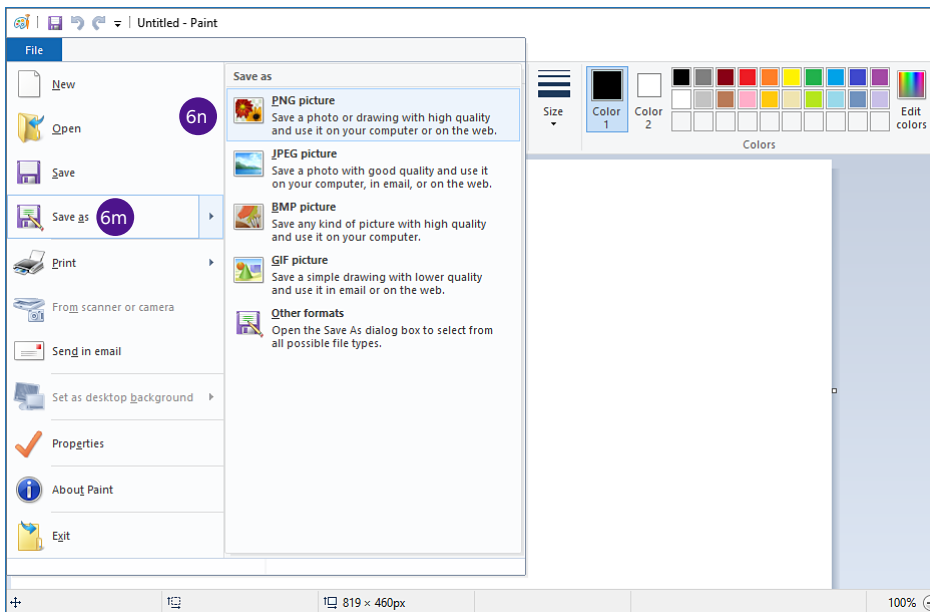 Untitled - Paint
File
New
Open
Save
Save as
6m
Print
From scanner or camera
Send in email
Set as desktop background
Properties
About Paint
Exit
Save as
6n
PNG picture
Save a photo or drawing with high quality
and use it on your computer or on the web.
JPEG picture
Save a photo with good quality and use it
on your computer, in email, or on the web.
BMP picture
Save any kind of picture with high quality
and use it on your computer.
GIF picture
Save a simple drawing with lower quality
and use it in email or on the web.
Other formats
Open the Save As dialog box to select from
all possible file types.
Size
Color
1
Color
2
Edit
colors
Colors
819 × 460px
100%